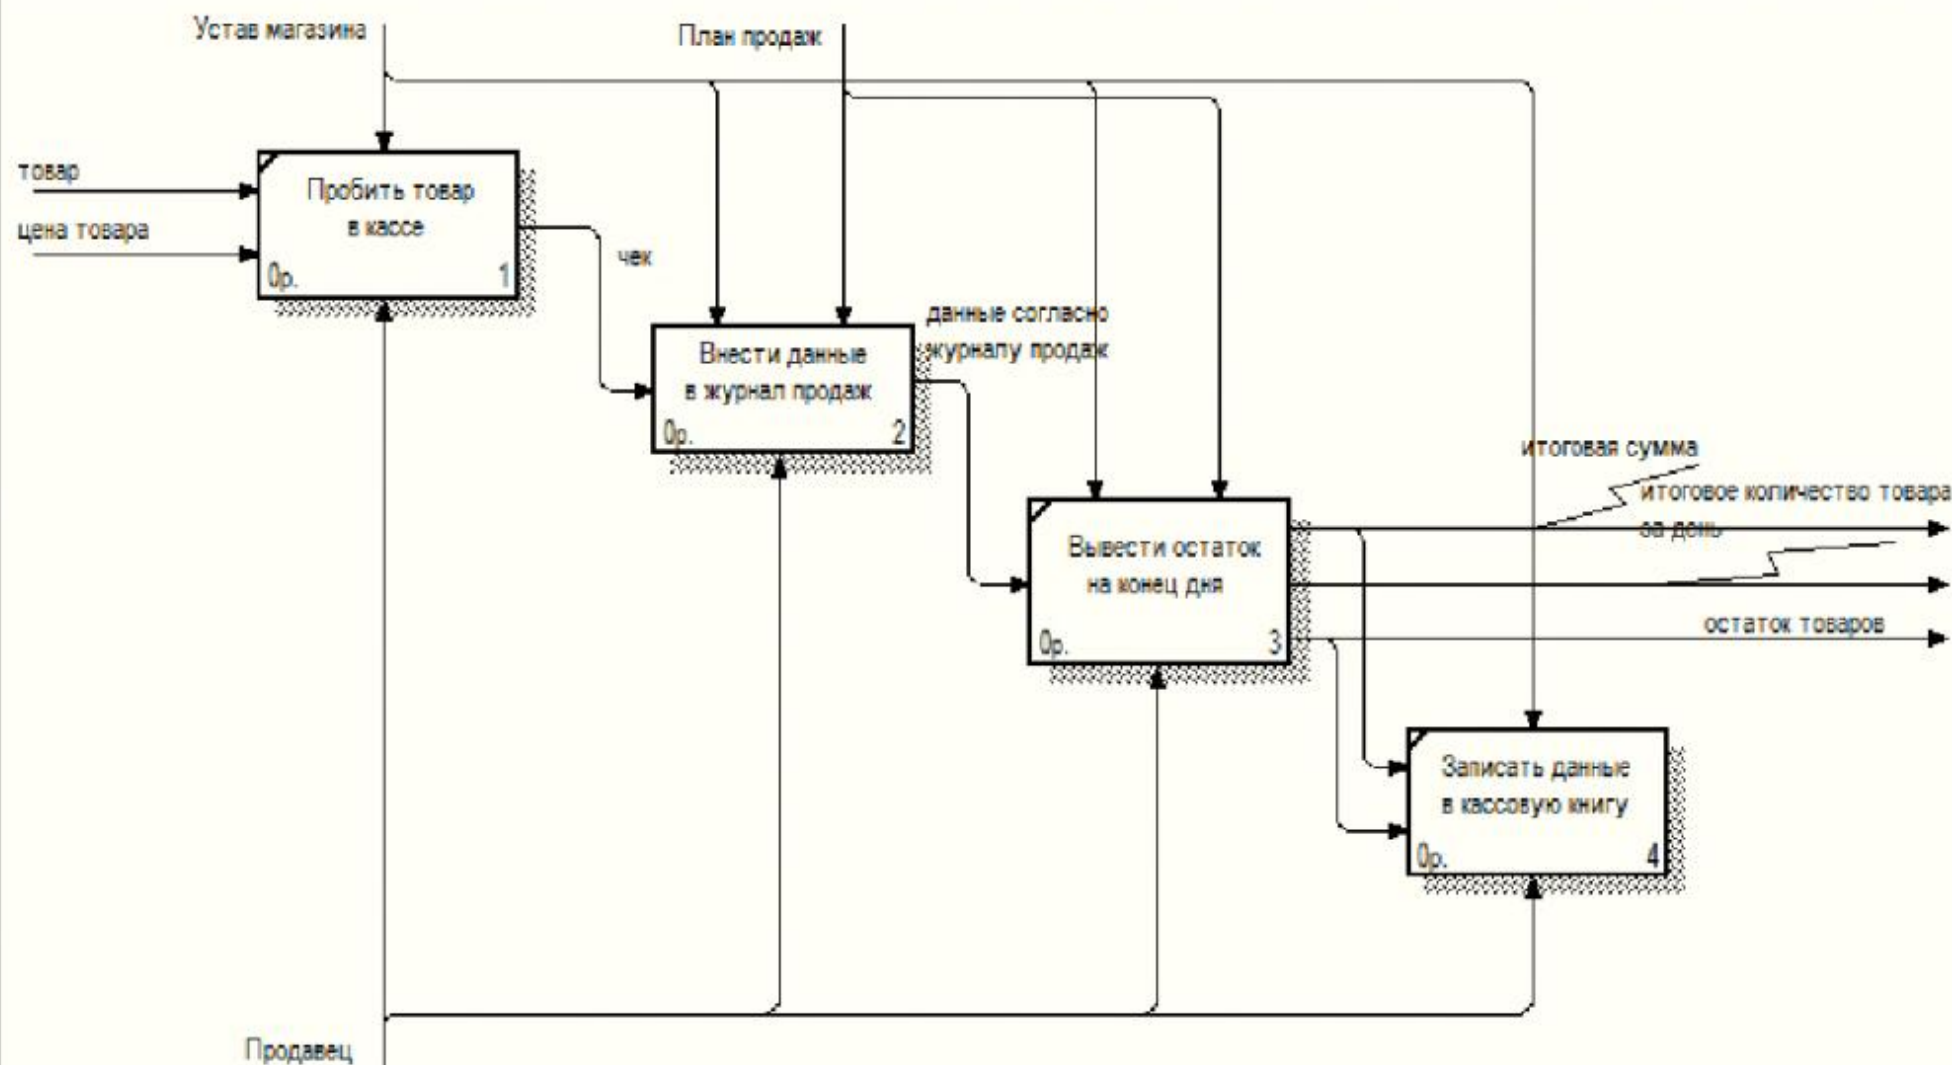 Устав магазина
План продаж
товар
цена товара
Пробить товар
в кассе
0р. 1
чек
Внести данные
в журнал продаж
0р. 2
данные согласно
журналу продаж
Вывести остаток
на конец дня
0р. 3
итоговая сумма
итоговое количество товара
за день
остаток товаров
Записать данные
в кассовую книгу
0р. 4
Продавец